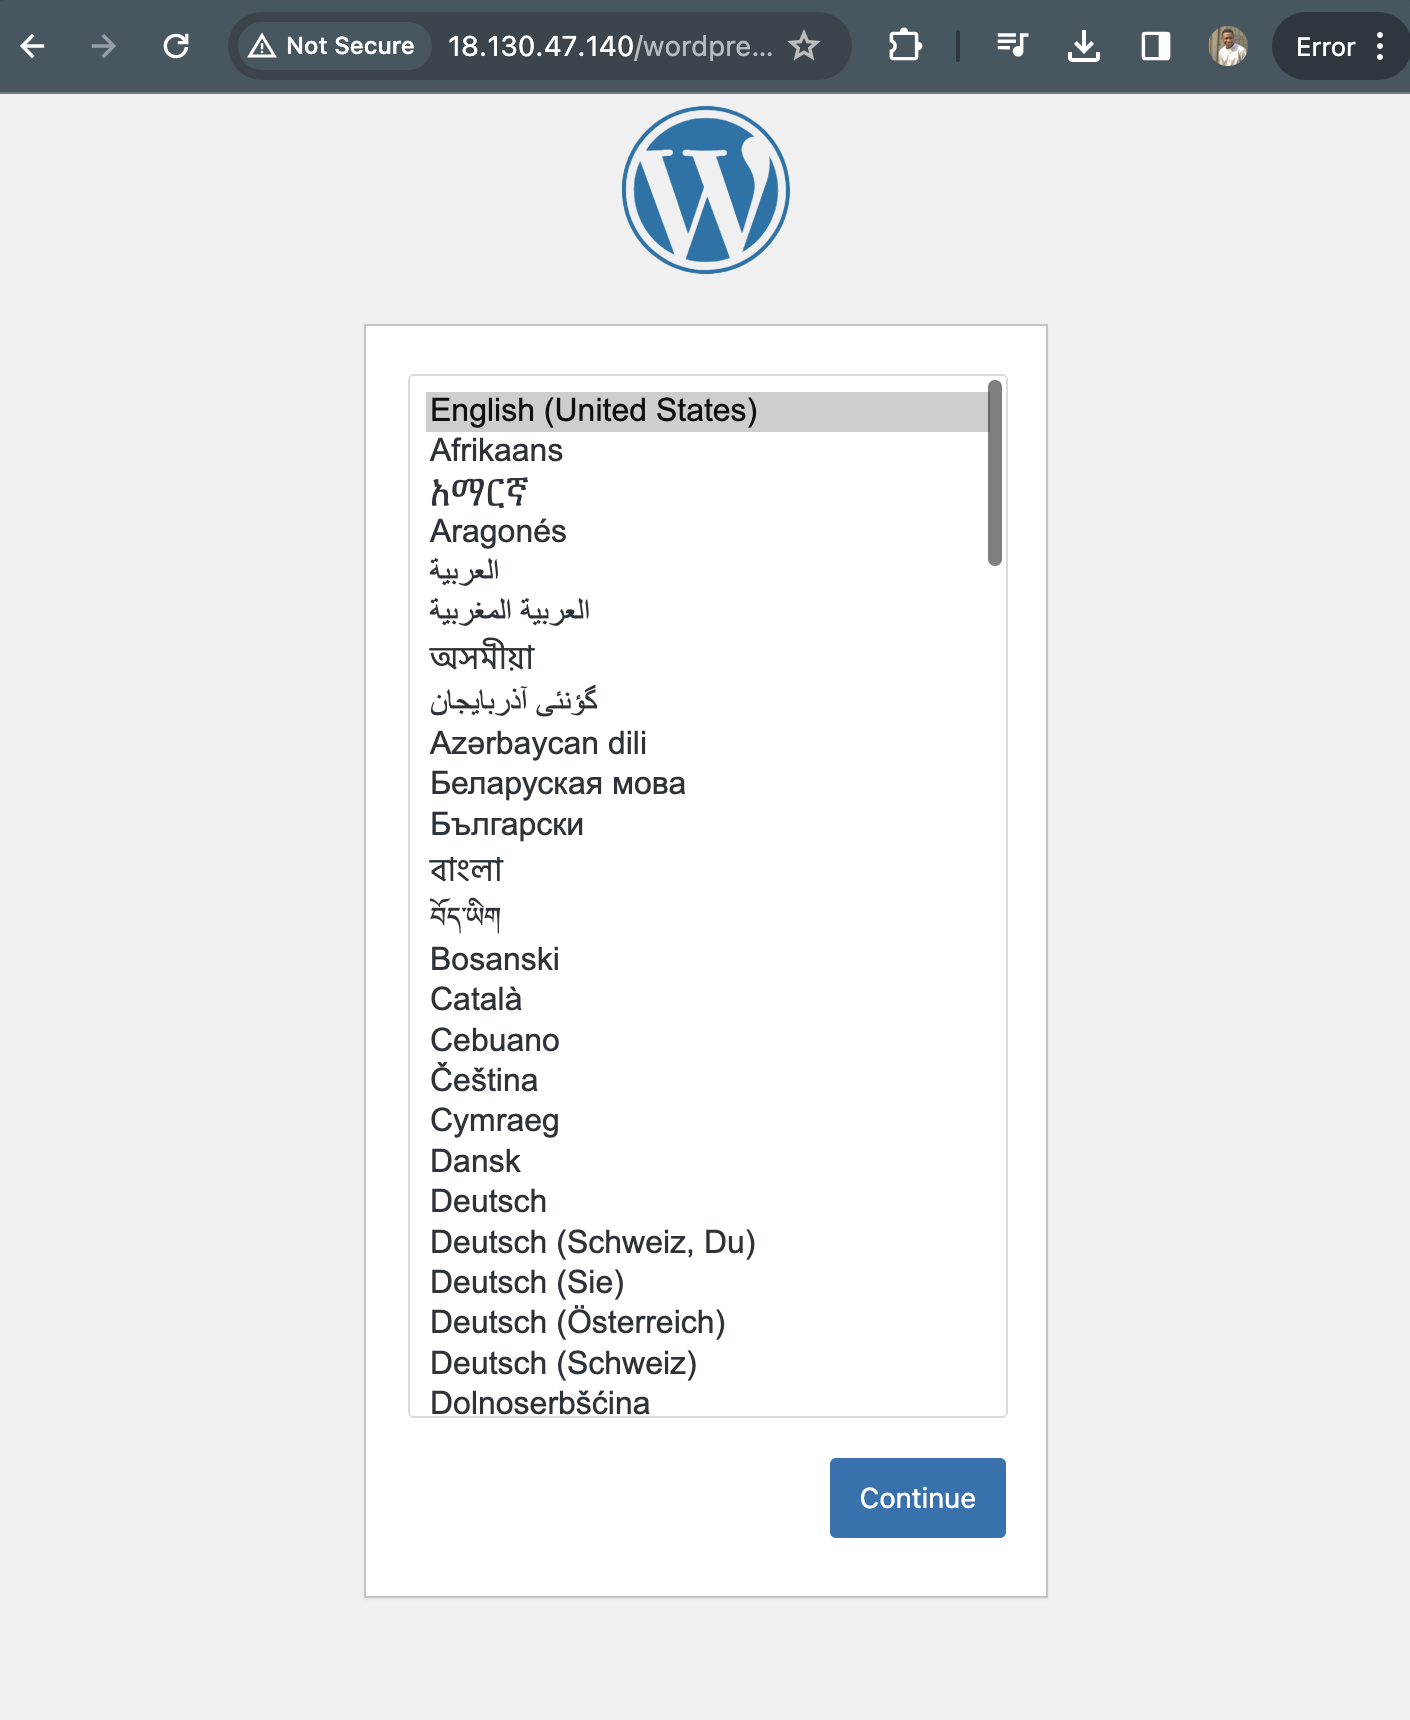 Not Secure
18.130.47.140/wordpre...
Error
English (United States)
Afrikaans
አማርኛ
Aragonés
العربية
العربية المغربية
অসমীয়া
گؤنئی آذربایجان
Azərbaycan dili
Беларуская мова
Български
বাংলা
བོད་ཡིག
Bosanski
Català
Cebuano
Čeština
Cymraeg
Dansk
Deutsch
Deutsch (Schweiz, Du)
Deutsch (Sie)
Deutsch (Österreich)
Deutsch (Schweiz)
Dolnoserbšćina
Continue